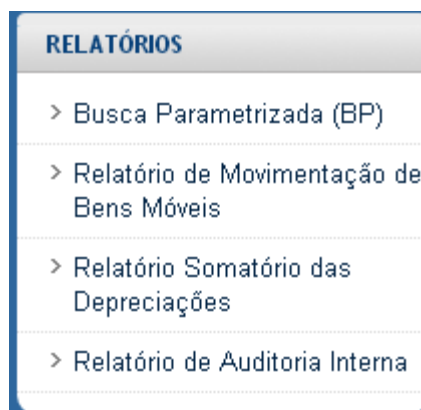 RELATÓRIOS
> Busca Parametrizada (BP)
> Relatório de Movimentação de
Bens Móveis
> Relatório Somatório das
Depreciações
> Relatório de Auditoria Interna